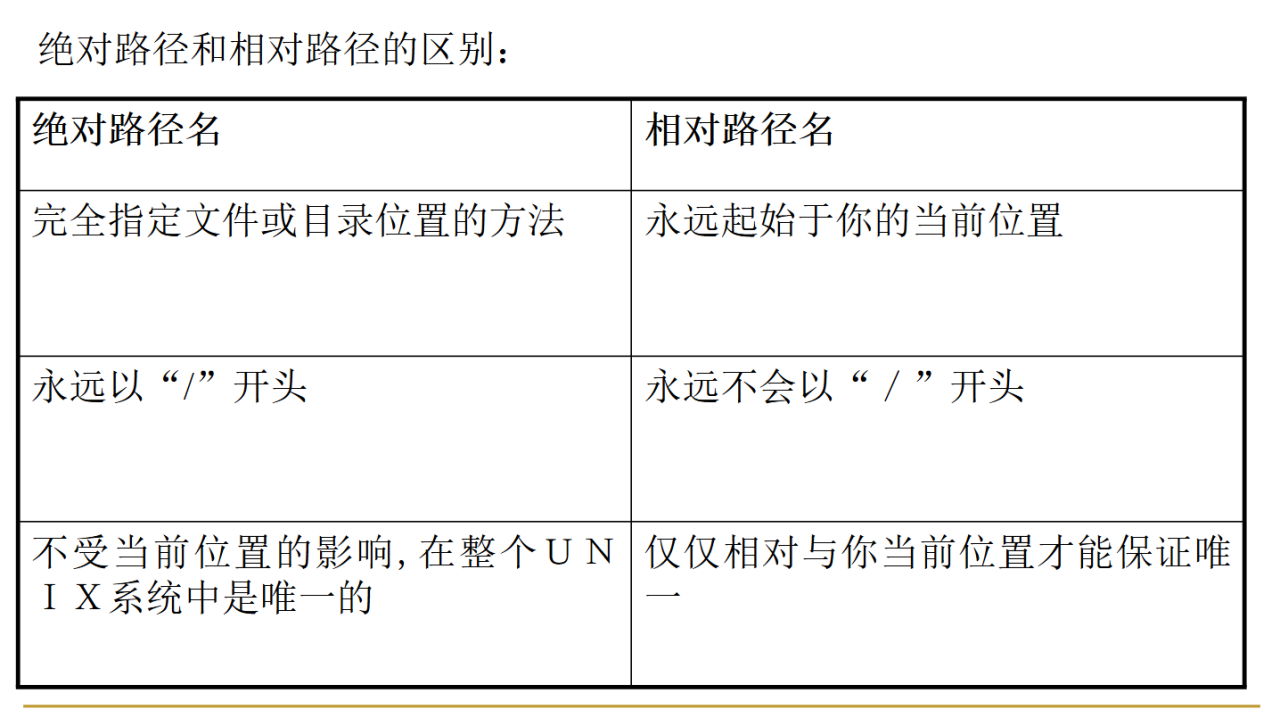 绝对路径和相对路径的区别：
绝对路径名
相对路径名
完全指定文件或目录位置的方法
永远起始于你的当前位置
永远以“/”开头
永远不会以“／”开头
不受当前位置的影响,在整个ＵＮ
ＩＸ系统中是唯一的
仅仅相对与你当前位置才能保证唯
一